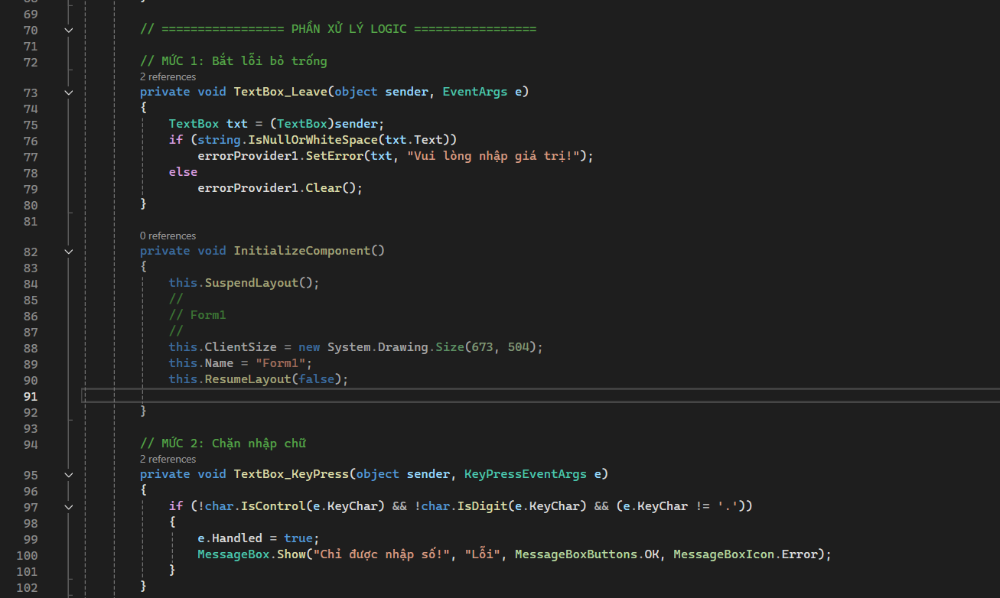 69
70 // ================= PHẦN XỬ LÝ LOGIC =================
71
72 // MỨC 1: Bắt lỗi bỏ trống
2 references
73 private void TextBox_Leave(object sender, EventArgs e)
74 {
75 TextBox txt = (TextBox)sender;
76 if (string.IsNullOrWhiteSpace(txt.Text))
77 errorProvider1.SetError(txt, "Vui lòng nhập giá trị!");
78 else
79 errorProvider1.Clear();
80 }
81
0 references
82 private void InitializeComponent()
83 {
84 this.SuspendLayout();
85 //
86 // Form1
87 //
88 this.ClientSize = new System.Drawing.Size(673, 504);
89 this.Name = "Form1";
90 this.ResumeLayout(false);
91
92 }
93
94 // MỨC 2: Chặn nhập chữ
2 references
95 private void TextBox_KeyPress(object sender, KeyPressEventArgs e)
96 {
97 if (!char.IsControl(e.KeyChar) && !char.IsDigit(e.KeyChar) && (e.KeyChar != '.'))
98 {
99 e.Handled = true;
100 MessageBox.Show("Chỉ được nhập số!", "Lỗi", MessageBoxButtons.OK, MessageBoxIcon.Error);
101 }
102 }